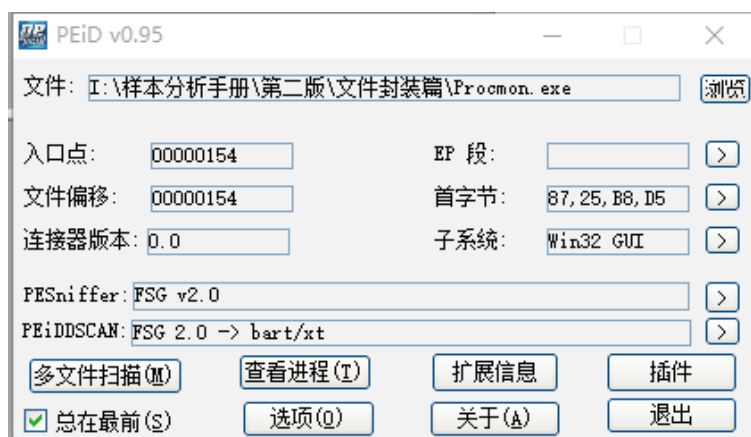 PEiD v0.95
文件: I:\样本分析手册\第二版\文件封装篇\Procmon.exe 浏览
入口点: 00000154 EP 段: >
文件偏移: 00000154 首字节: 87,25,B8,D5 >
连接器版本: 0.0 子系统: Win32 GUI >
PESniffer: FSG v2.0 >
PEiDDSCAN: FSG 2.0 -> bart/xt >
多文件扫描(M) 查看进程(T) 扩展信息 插件
总在最前(S) 选项(O) 关于(A) 退出